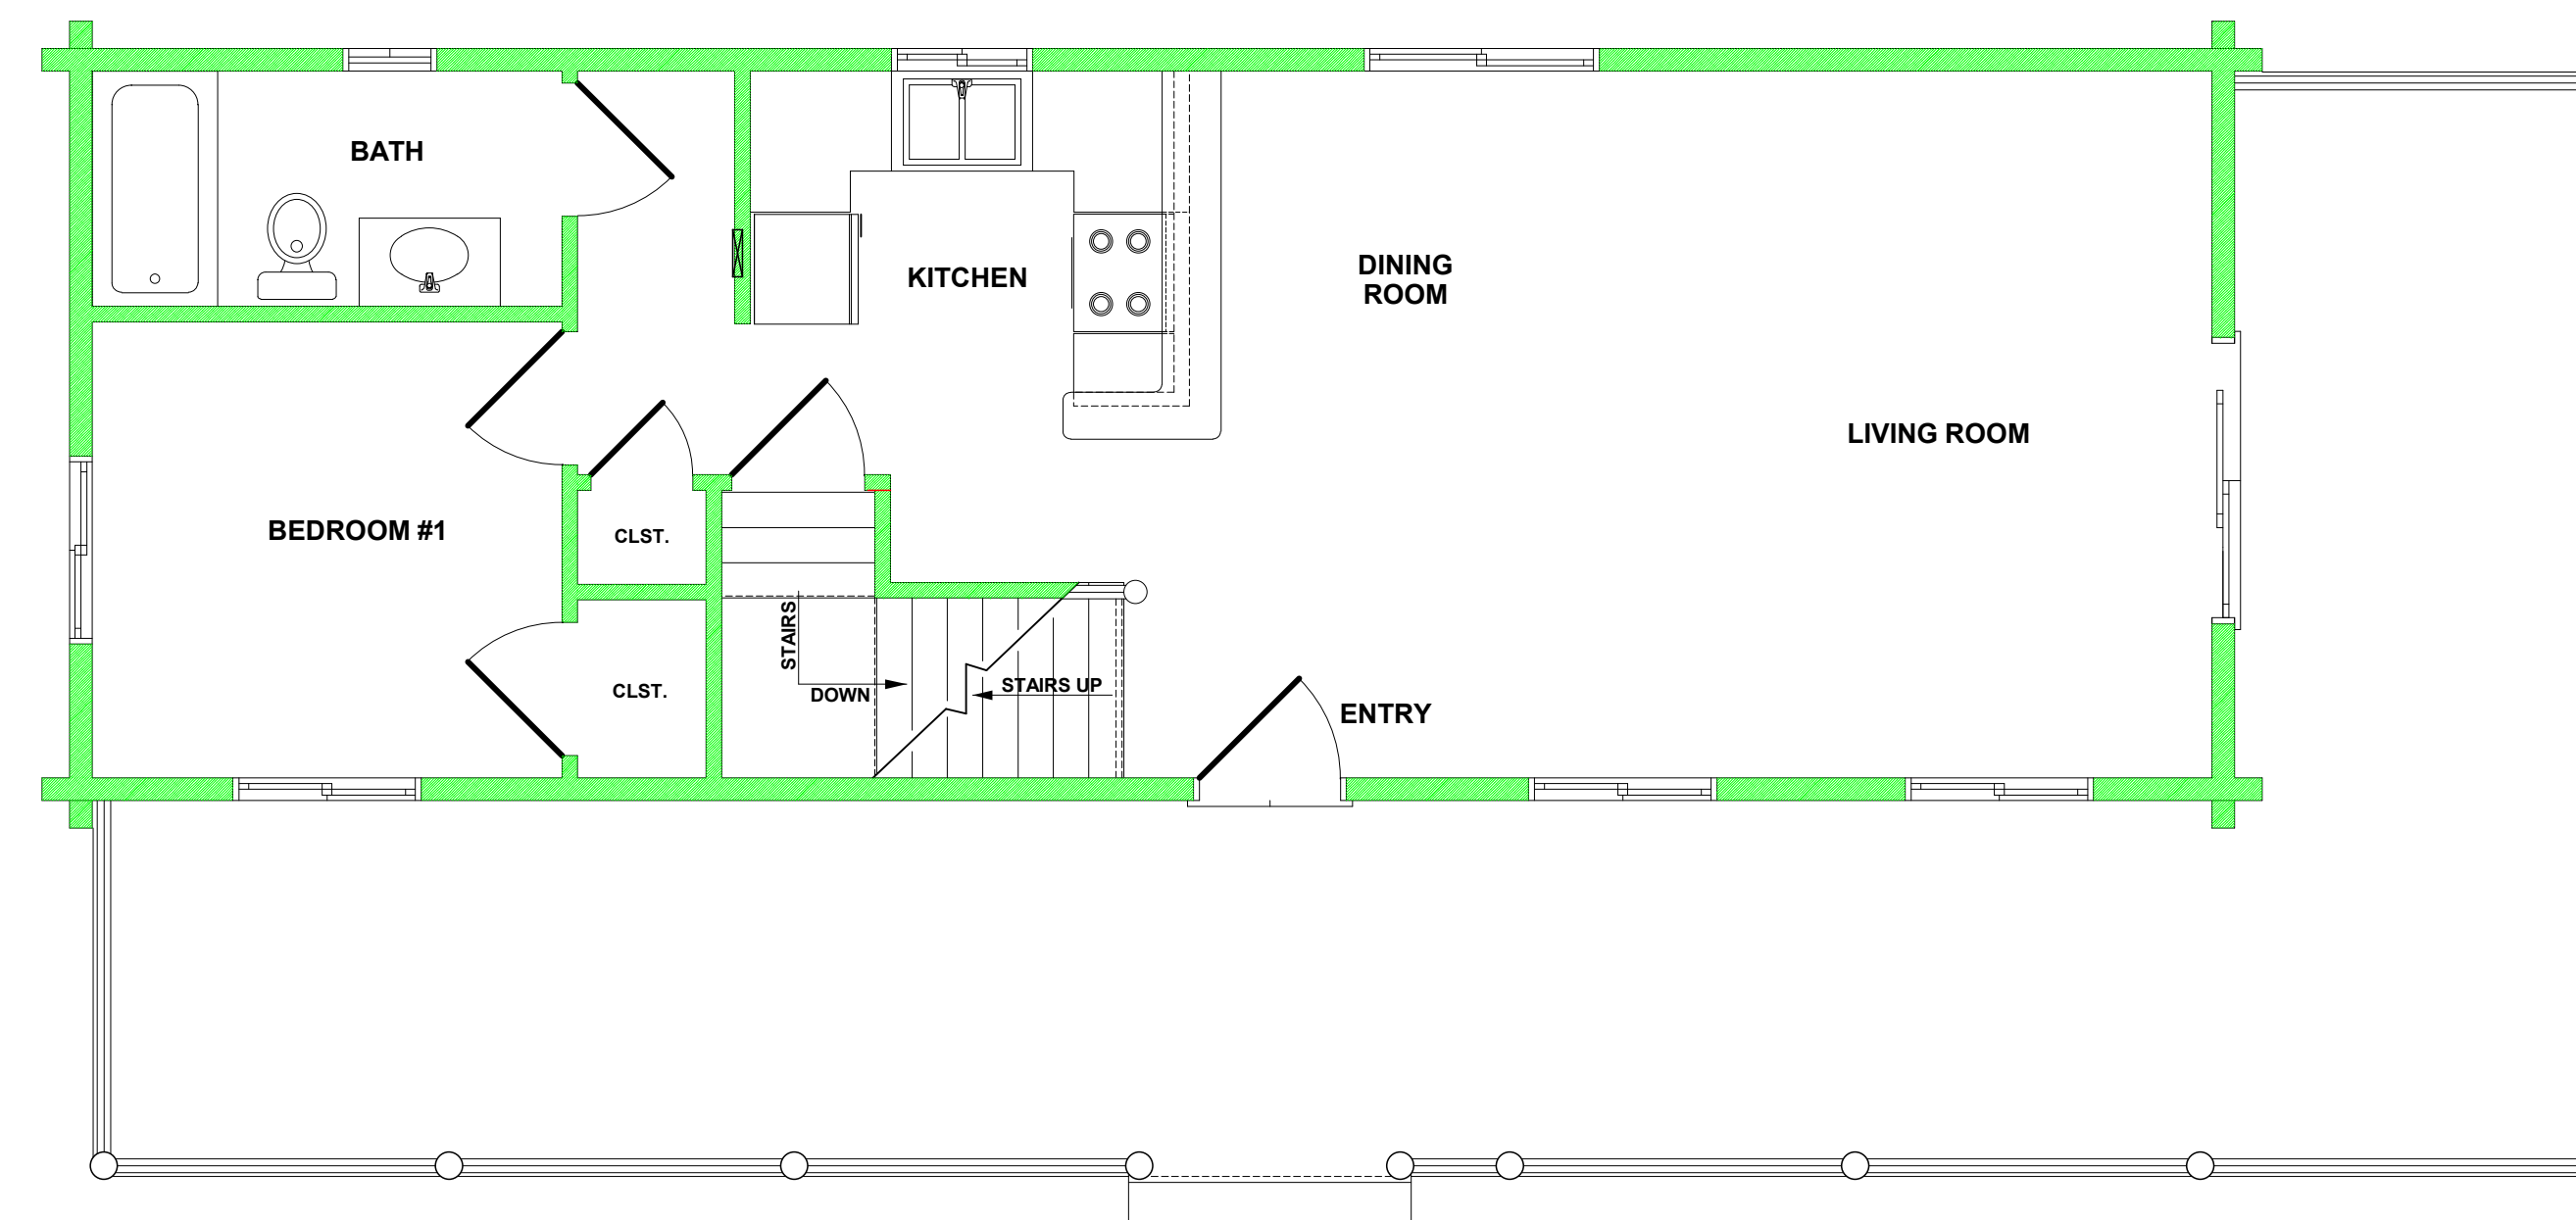 BATH
KITCHEN
DINING
ROOM
LIVING ROOM
BEDROOM #1
CLST.
CLST.
STAIRS
DOWN
STAIRS UP
ENTRY